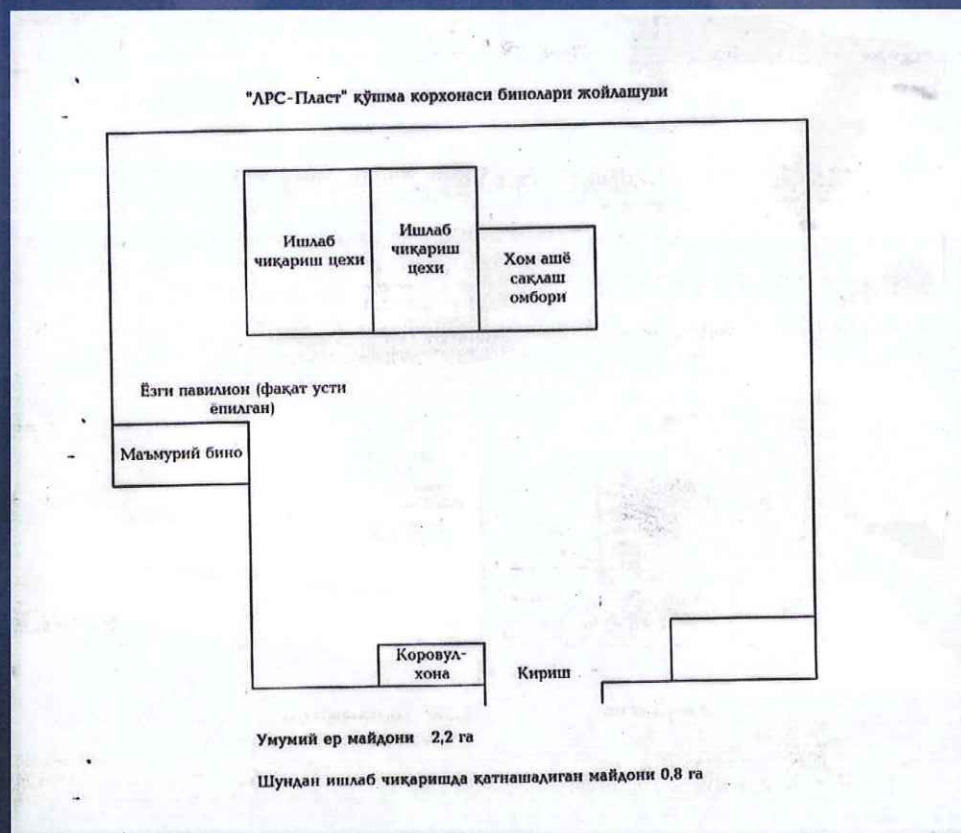 "АРС-Пласт" қўшма корхонаси бинолари жойлашуви
Ишлаб
чиқариш цехи
Ишлаб
чиқариш
цехи
Хом ашё
сақлаш
омбори
Ёзги павилион (фақат усти
ёпилган)
Маъмурий бино
Коровул-
хона
Кириш
Умумий ер майдони 2,2 га
Шундан ишлаб чиқаришда қатнашадиган майдони 0,8 га